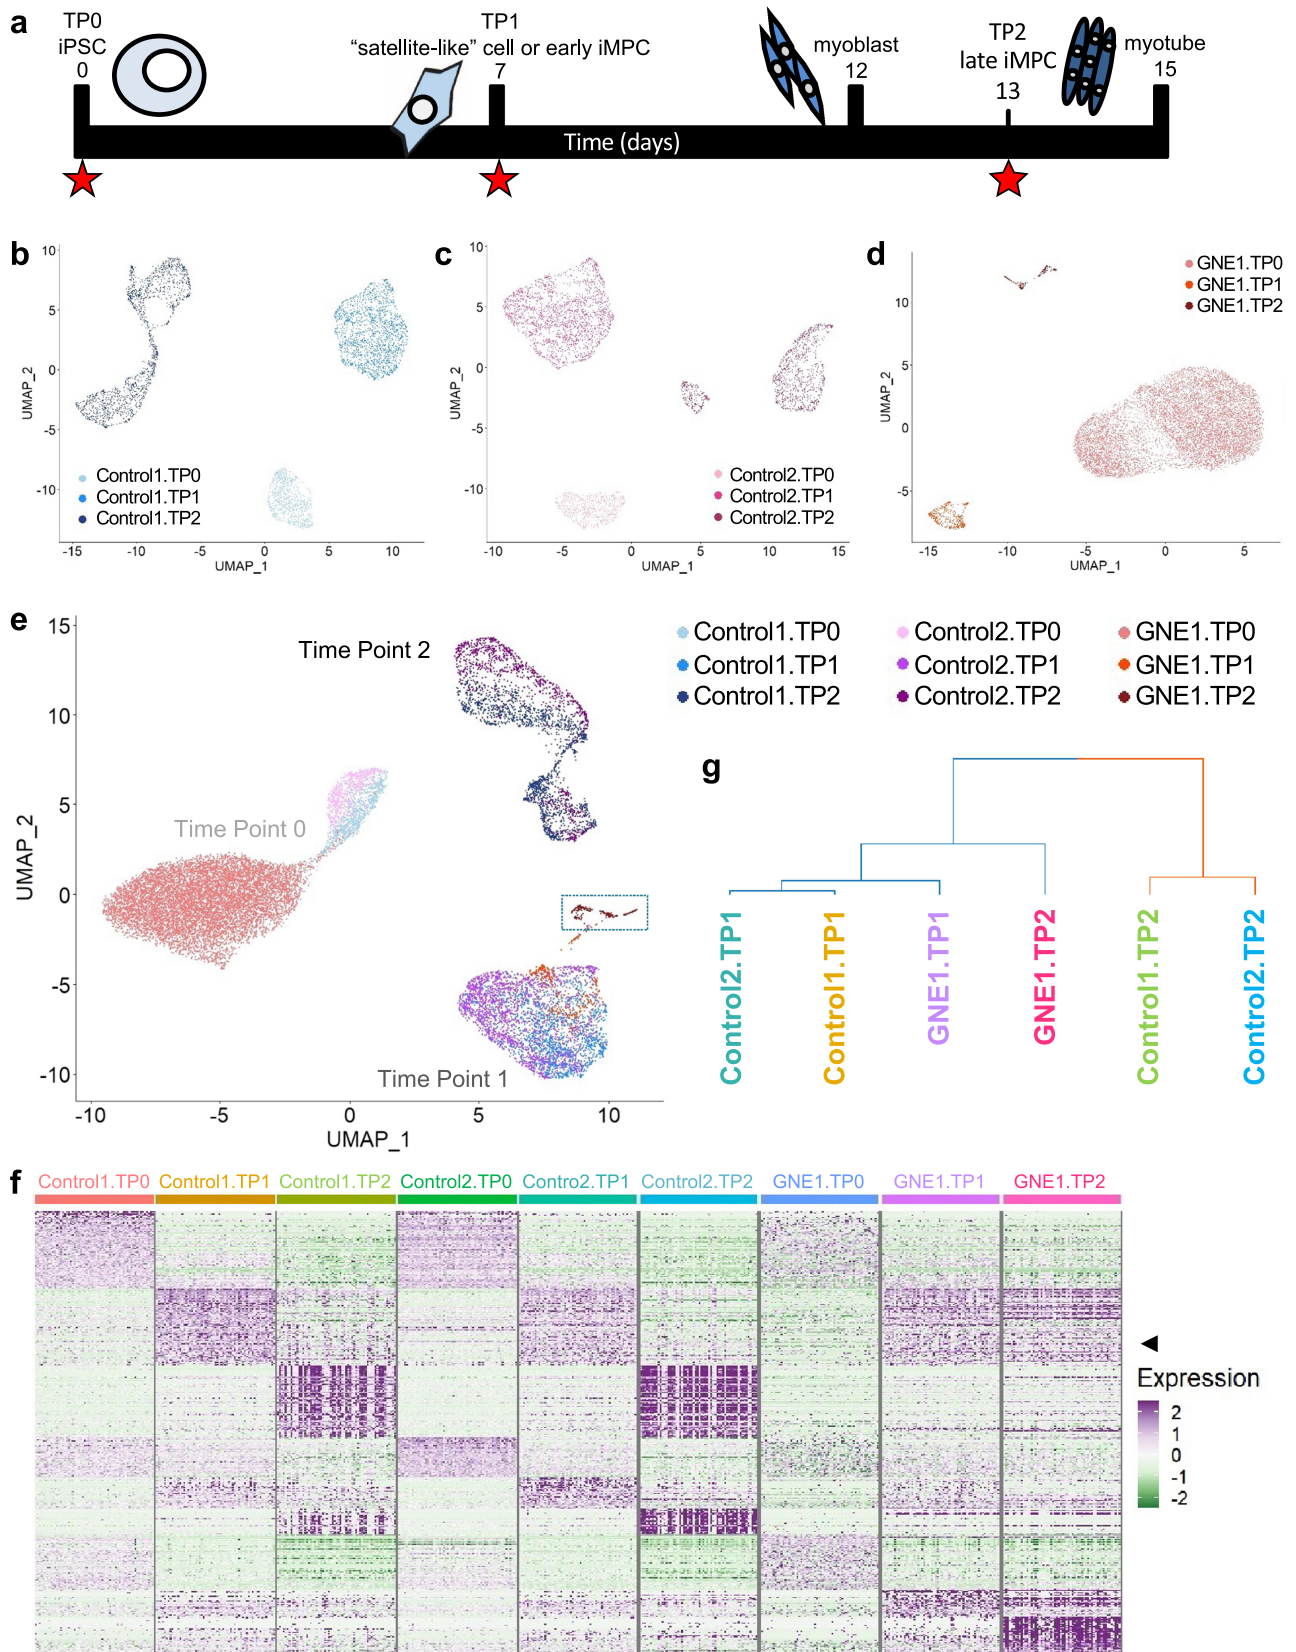 a
TP0
iPSC
0
TP1
“satellite-like” cell or early iMPC
7
myoblast
12
TP2
late iMPC
13
myotube
15
Time (days)
b
10
5
0
-5
-10
UMAP_2
Control1.TP0
Control1.TP1
Control1.TP2
-15
-10
-5
0
5
10
UMAP_1
c
10
5
0
-5
-10
UMAP_2
Control2.TP0
Control2.TP1
Control2.TP2
-10
-5
0
5
10
15
UMAP_1
d
GNE1.TP0
GNE1.TP1
GNE1.TP2
10
5
0
-5
UMAP_2
-15
-10
-5
0
5
UMAP_1
e
15
10
5
0
-5
-10
UMAP_2
Time Point 2
Time Point 0
Time Point 1
-10
-5
0
5
10
UMAP_1
Control1.TP0
Control1.TP1
Control1.TP2
Control2.TP0
Control2.TP1
Control2.TP2
GNE1.TP0
GNE1.TP1
GNE1.TP2
g
Control2.TP1
Control1.TP1
GNE1.TP1
GNE1.TP2
Control1.TP2
Control2.TP2
f
Control1.TP0
Control1.TP1
Control1.TP2
Control2.TP0
Contro2.TP1
Control2.TP2
GNE1.TP0
GNE1.TP1
GNE1.TP2
Expression
2
1
0
-1
-2